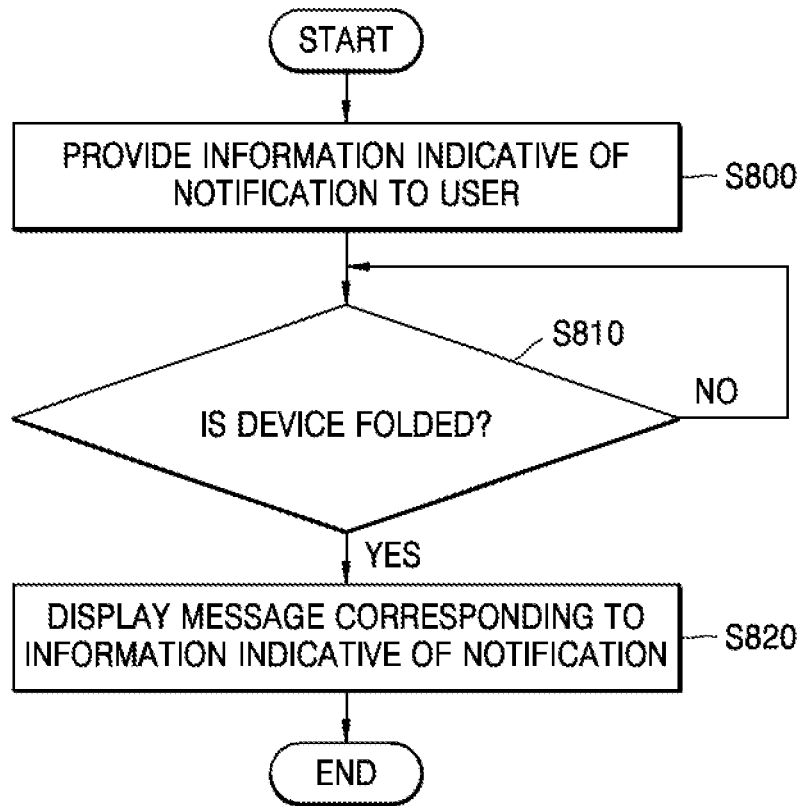 START
PROVIDE INFORMATION INDICATIVE OF
NOTIFICATION TO USER
S800
S810
IS DEVICE FOLDED?
NO
YES
DISPLAY MESSAGE CORRESPONDING TO
INFORMATION INDICATIVE OF NOTIFICATION
S820
END